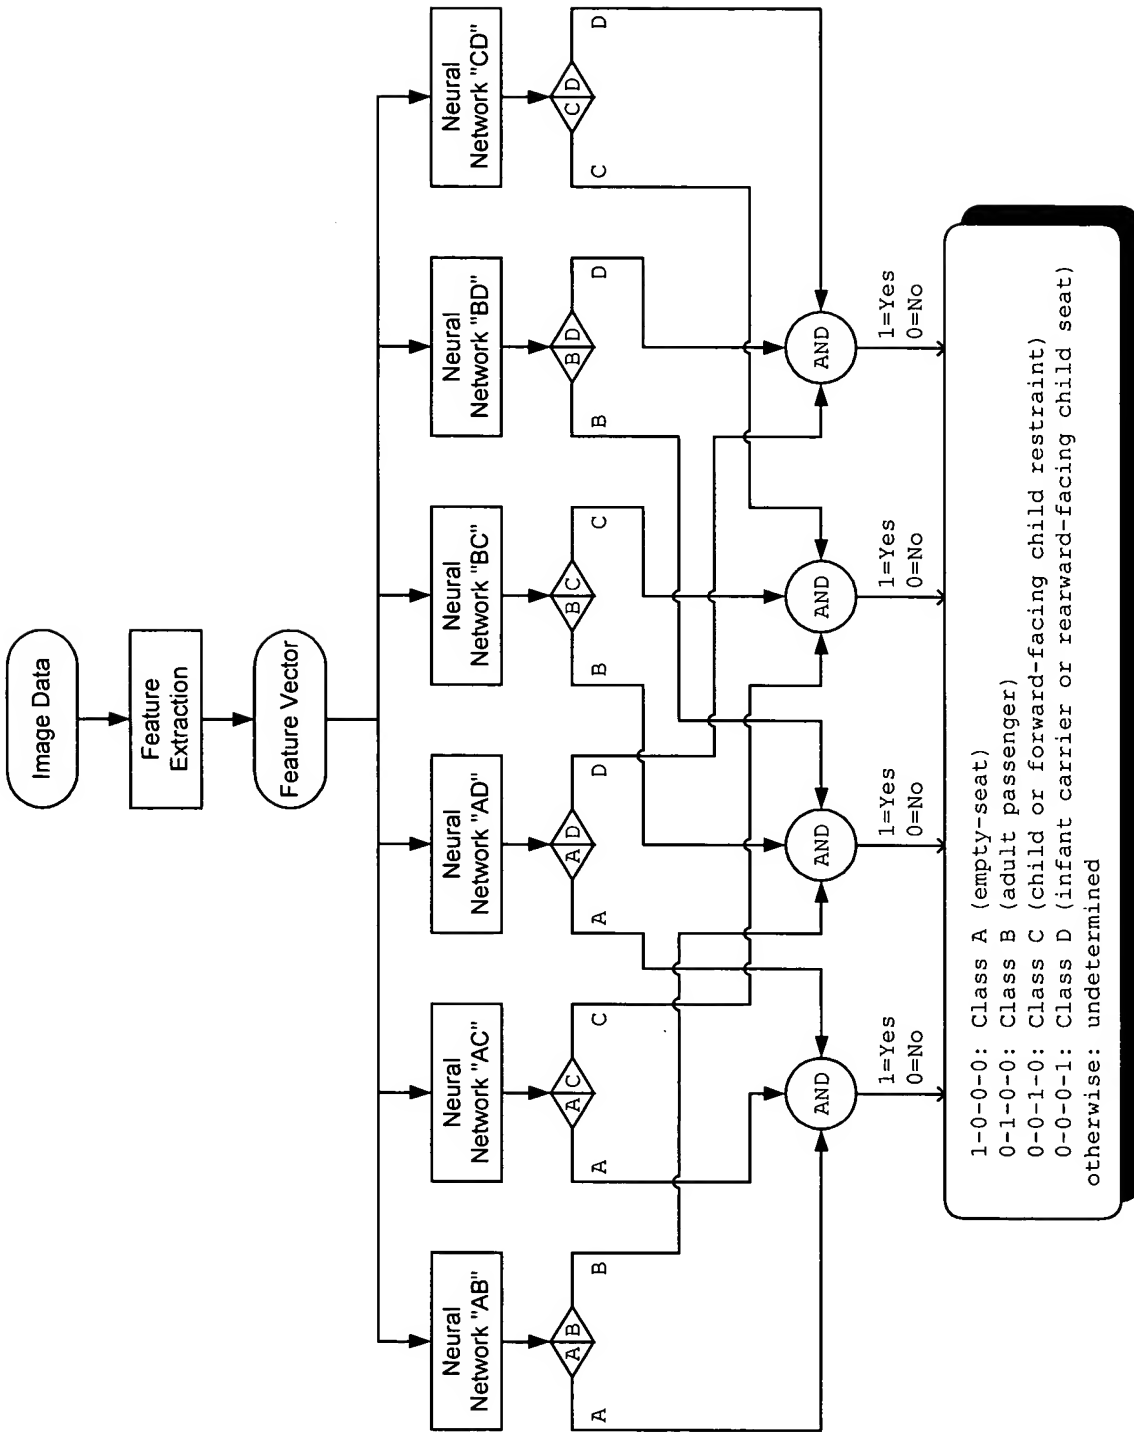 Image Data
Feature
Extraction
Feature Vector
Neural
Network "AB"
Neural
Network "AC"
Neural
Network "AD"
Neural
Network "BC"
Neural
Network "BD"
Neural
Network "CD"
A B
A C
A D
B C
B D
C D
A
B
A
C
A
D
B
C
B
D
C
D
AND
AND
AND
AND
1=Yes
0=No
1=Yes
0=No
1=Yes
0=No
1=Yes
0=No
1-0-0-0: Class A (empty-seat)
0-1-0-0: Class B (adult passenger)
0-0-1-0: Class C (child or forward-facing child restraint)
0-0-0-1: Class D (infant carrier or rearward-facing child seat)
otherwise: undetermined